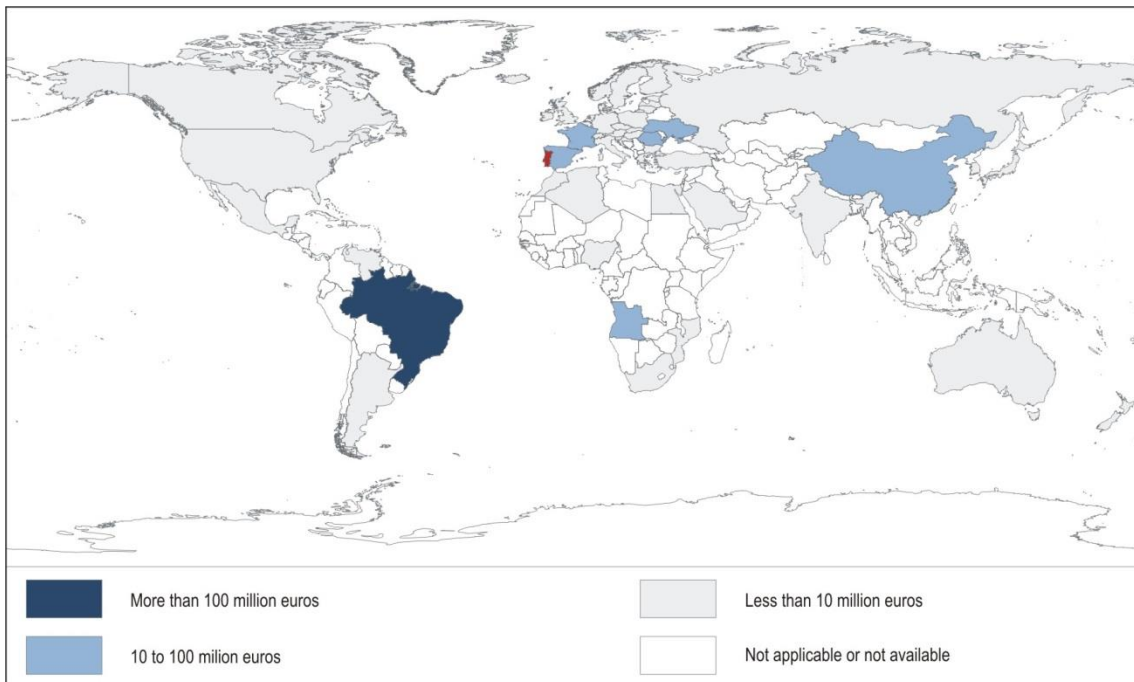 More than 100 million euros
10 to 100 milion euros
Less than 10 million euros
Not applicable or not available